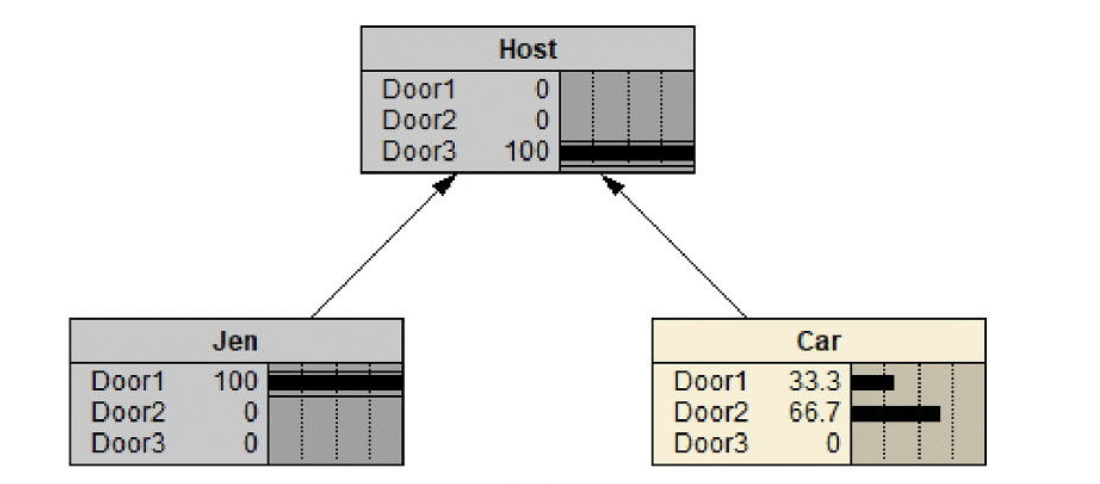 Host
Door1 0
Door2 0
Door3 100
Jen
Door1 100
Door2 0
Door3 0
Car
Door1 33.3
Door2 66.7
Door3 0